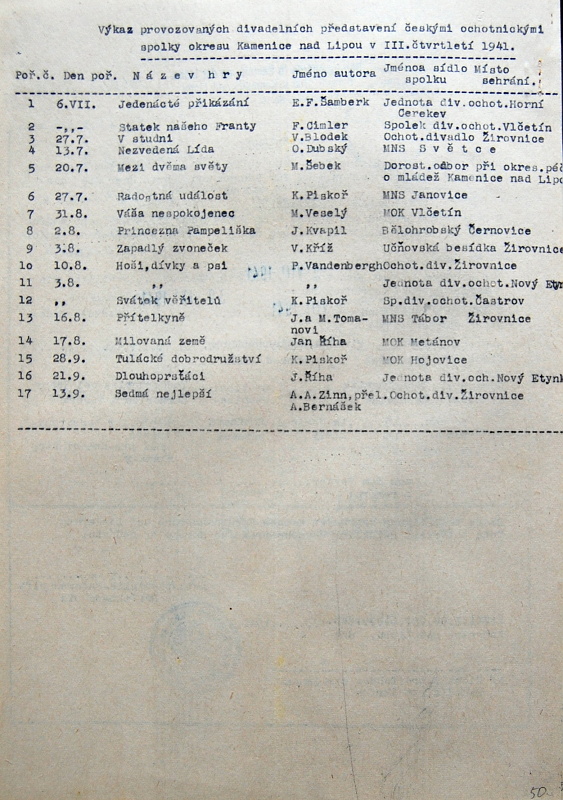 Výkaz provozovaných divadelních představení českými ochotnickými
spolky okresu Kamenice nad Lipou v III.čtvrtletí 1941.
Poř.č. Den poř. N á z e v h r y Jméno autora Jménoa sídlo Místo
spolku sehrání.
1 6.VII. Jedenácté přikázání E.F.Šamberk Jednota div.ochot.Horní
Cerekev
2 -„- Statek našeho Franty F.Cimler Spolek div.ochot.Vlčetín
3 27.7. V studni V.Blodek Ochot.divadlo Žirovnice
4 13.7. Nezvedená Lída O.Dubský MNS S v ě t c e
5 20.7. Mezi dvěma světy M.Šebek Dorost.odbor při okres.péč
o mládež Kamenice nad Lipo
6 27.7. Radostná událost K.Piskoř MNS Janovice
7 31.8. Váša nespokojenec M.Veselý MOK Vlčetín
8 2.8. Princezna Pampeliška J.Kvapil Bělohrobský Černovice
9 3.8. Zapadlý zvoneček V.Kříž Učňovská besídka Žirovnice
1o 10.8. Hoši,dívky a psi P.VandenberghOchot.div.Žirovnice
11 3.8. „ „ Jednota div.ochot.Nový Etyn
12 „ Svátek věřitelů K.Piskoř Sp.div.ochot.Častrov
13 16.8. Přítelkyně J.a M.Toma- MNS Tábor Žirovnice
novi
14 17.8. Milovaná země Jan Říha MOK Metánov
15 28.9. Tulácké dobrodružství K.Piskoř MOK Hojovice
16 21.9. Dlouhoprsťáci J.Říha Jednota div.och.Nový Etynk
17 13.9. Sedmá nejlepší A.A.Zinn,přel.Ochot.div.Žirovnice
A.Bernášek
50